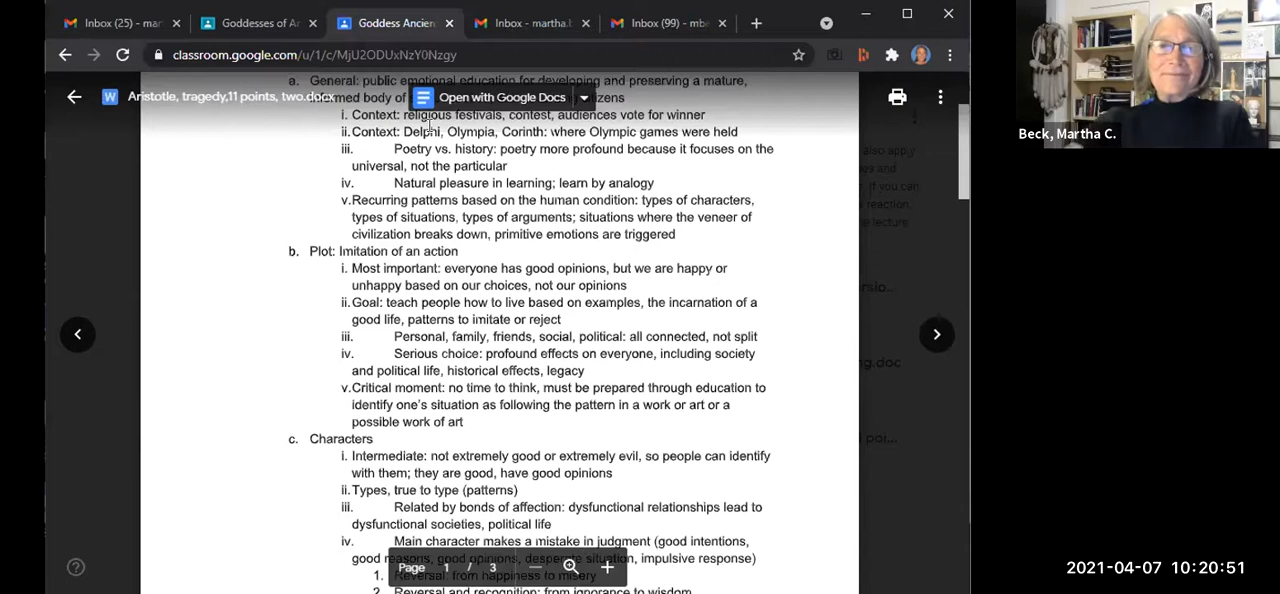 Inbox (25) - mar
Goddesses of Ar
Goddess Ancien
Inbox - martha.b
Inbox (99) - mbe
classroom.google.com/u/1/c/MjU2ODUxNzY0Nzgy
a. General: public emotional education for developing and preserving a mature,
Aristotle, tragedy,11 points, two.docx
Open with Google Docs
i. Context: religious festivals, contest, audiences vote for winner
ii.Context: Delphi, Olympia, Corinth: where Olympic games were held
iii. Poetry vs. history: poetry more profound because it focuses on the
universal, not the particular
iv. Natural pleasure in learning; learn by analogy
v.Recurring patterns based on the human condition: types of characters,
types of situations, types of arguments; situations where the veneer of
civilization breaks down, primitive emotions are triggered
b. Plot: Imitation of an action
i. Most important: everyone has good opinions, but we are happy or
unhappy based on our choices, not our opinions
ii.Goal: teach people how to live based on examples, the incarnation of a
good life, patterns to imitate or reject
iii. Personal, family, friends, social, political: all connected, not split
iv. Serious choice: profound effects on everyone, including society
and political life, historical effects, legacy
v.Critical moment: no time to think, must be prepared through education to
identify one's situation as following the pattern in a work or art or a
possible work of art
c. Characters
i. Intermediate: not extremely good or extremely evil, so people can identify
with them; they are good, have good opinions
ii.Types, true to type (patterns)
iii. Related by bonds of affection: dysfunctional relationships lead to
dysfunctional societies, political life
iv. Main character makes a mistake in judgment (good intentions,
good reasons, good opinions, desperate situation, impulsive response)
1. Reversal: from happiness to misery
2. Reversal and recognition: from ignorance to wisdom
Page 1 / 3
also apply
es and
if you can
reaction,
e lecture
ng.doc
Beck, Martha C.
2021-04-07 10:20:51